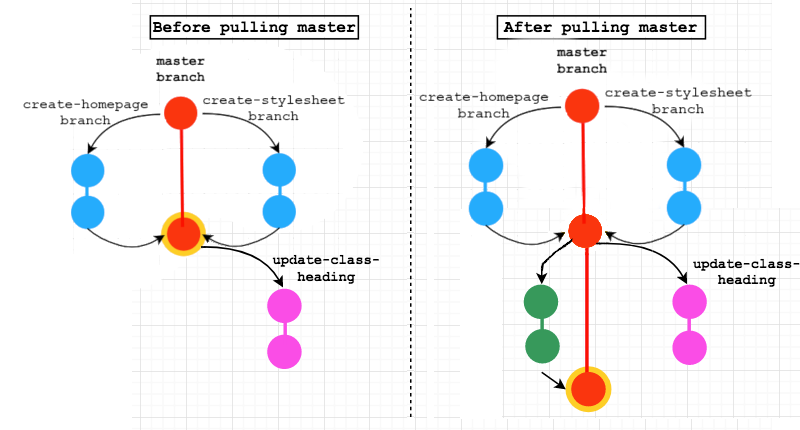 Before pulling master
master
branch
create-homepage
branch
create-stylesheet
branch
update-class-
heading
After pulling master
master
branch
create-homepage
branch
create-stylesheet
branch
update-class-
heading